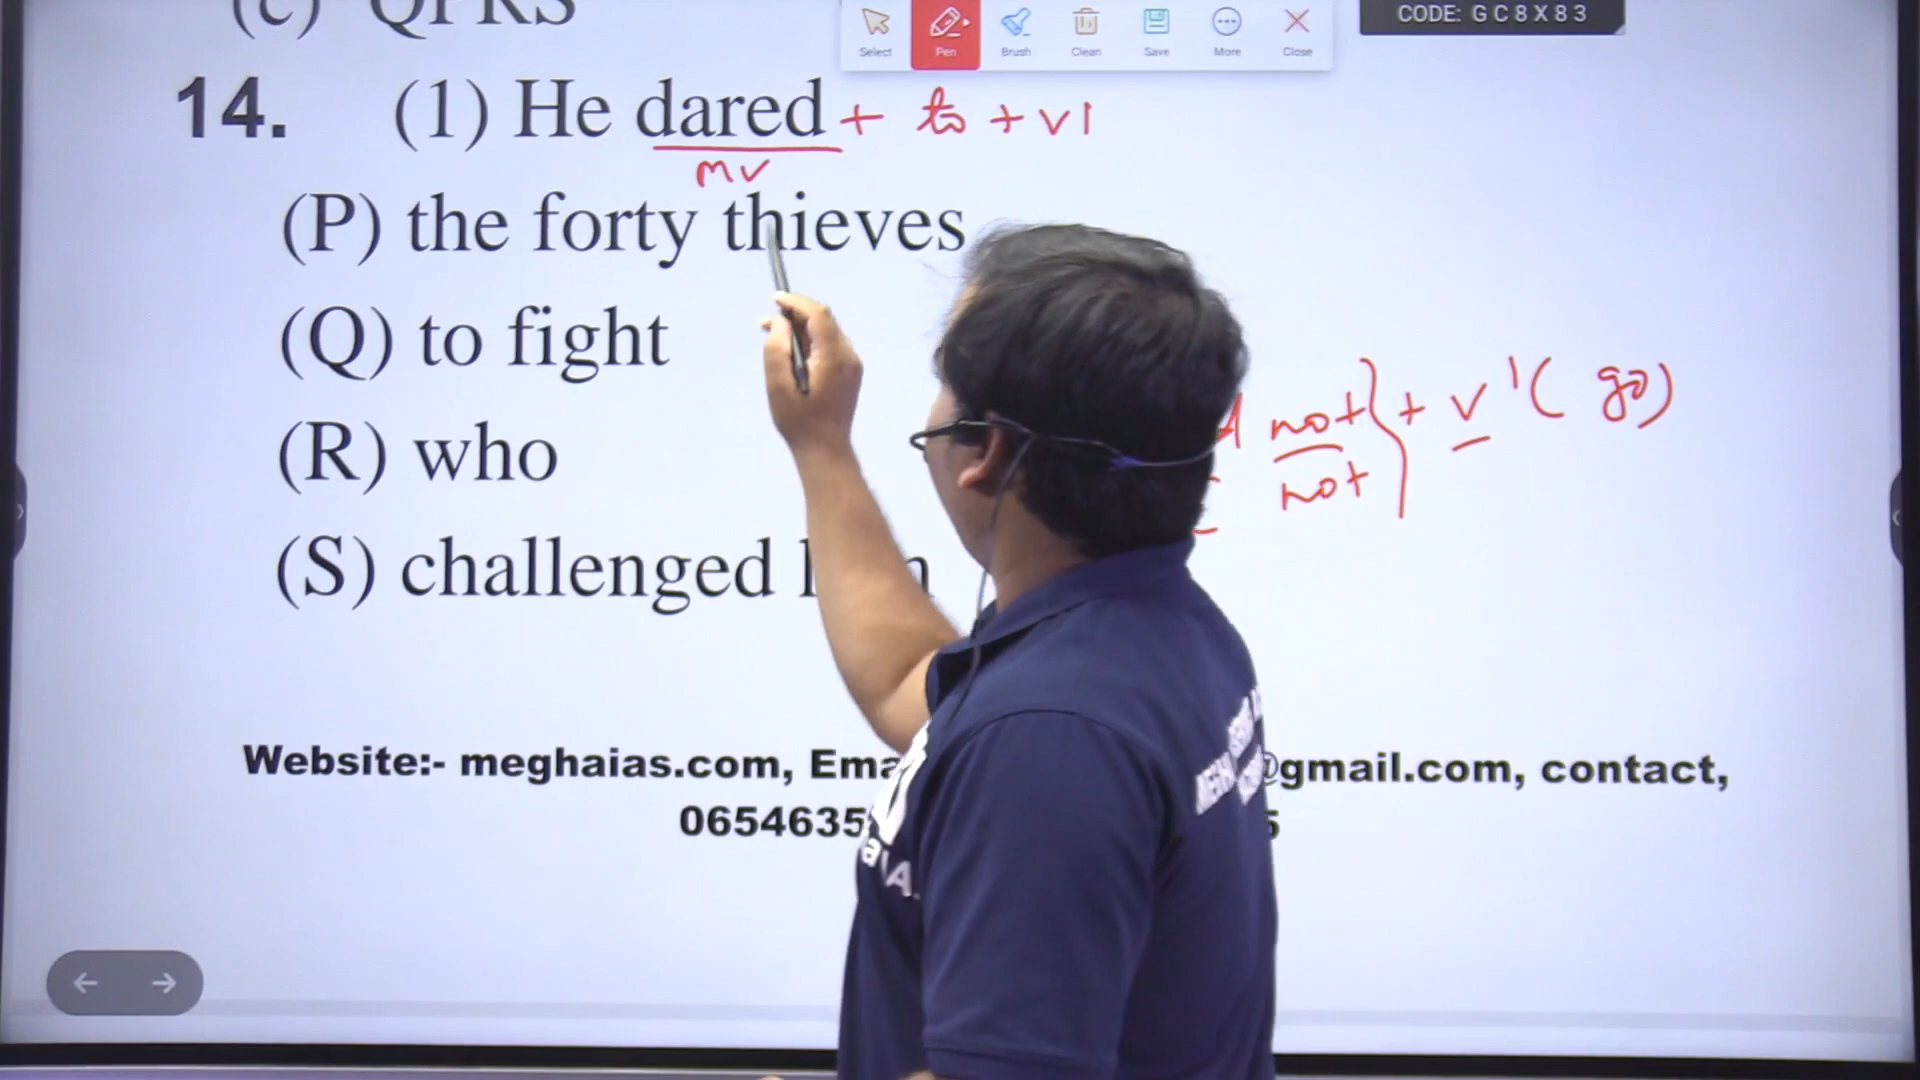 (c) QPRS
Select Pen Brush Clean Save More Close
CODE: GC8X83
14. (1) He dared + to + v1
mv
(P) the forty thieves
(Q) to fight
not + v1 ( go)
(R) who
not
(S) challenged
Website:- meghaias.com, @gmail.com, contact,
0654635